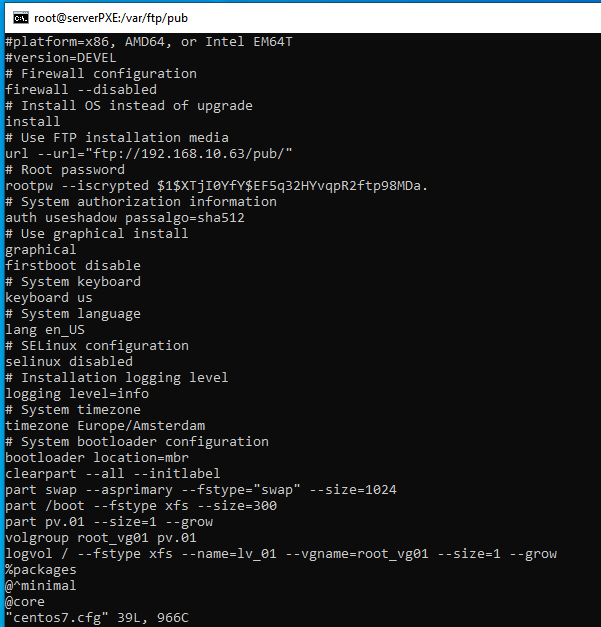 root@serverPXE:/var/ftp/pub
#platform=x86, AMD64, or Intel EM64T
#version=DEVEL
# Firewall configuration
firewall --disabled
# Install OS instead of upgrade
install
# Use FTP installation media
url --url="ftp://192.168.10.63/pub/"
# Root password
rootpw --iscrypted $1$XTjI0YfY$EF5q32HYvqpR2ftp98MDa.
# System authorization information
auth useshadow passalgo=sha512
# Use graphical install
graphical
firstboot disable
# System keyboard
keyboard us
# System language
lang en_US
# SELinux configuration
selinux disabled
# Installation logging level
logging level=info
# System timezone
timezone Europe/Amsterdam
# System bootloader configuration
bootloader location=mbr
clearpart --all --initlabel
part swap --asprimary --fstype="swap" --size=1024
part /boot --fstype xfs --size=300
part pv.01 --size=1 --grow
volgroup root_vg01 pv.01
logvol / --fstype xfs --name=lv_01 --vgname=root_vg01 --size=1 --grow
%packages
@^minimal
@core
"centos7.cfg" 39L, 966C